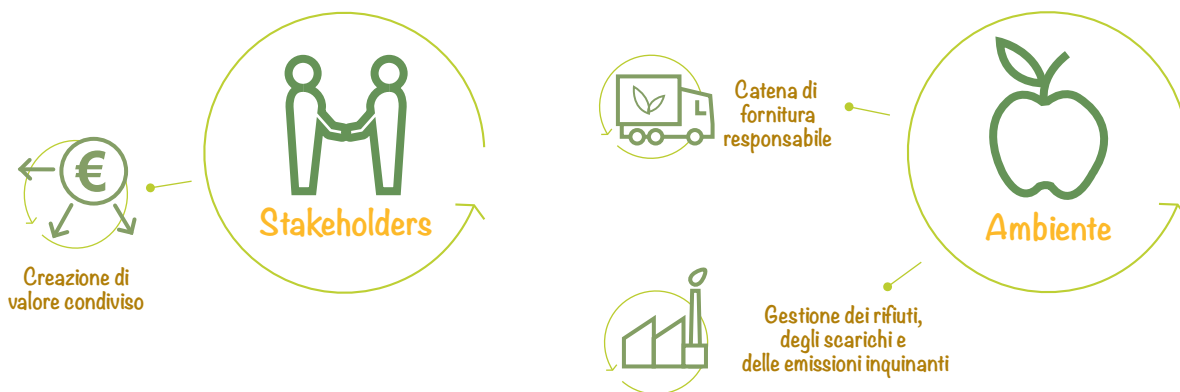 €
Stakeholders
Creazione di
valore condiviso
Catena di
fornitura
responsabile
Ambiente
Gestione dei rifiuti,
degli scarichi e
delle emissioni inquinanti